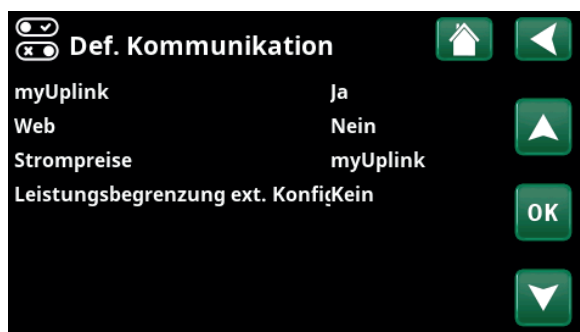 Def. Kommunikation
myUplink Ja
Web Nein
Strompreise myUplink
Leistungsbegrenzung ext. Konfig Kein
OK